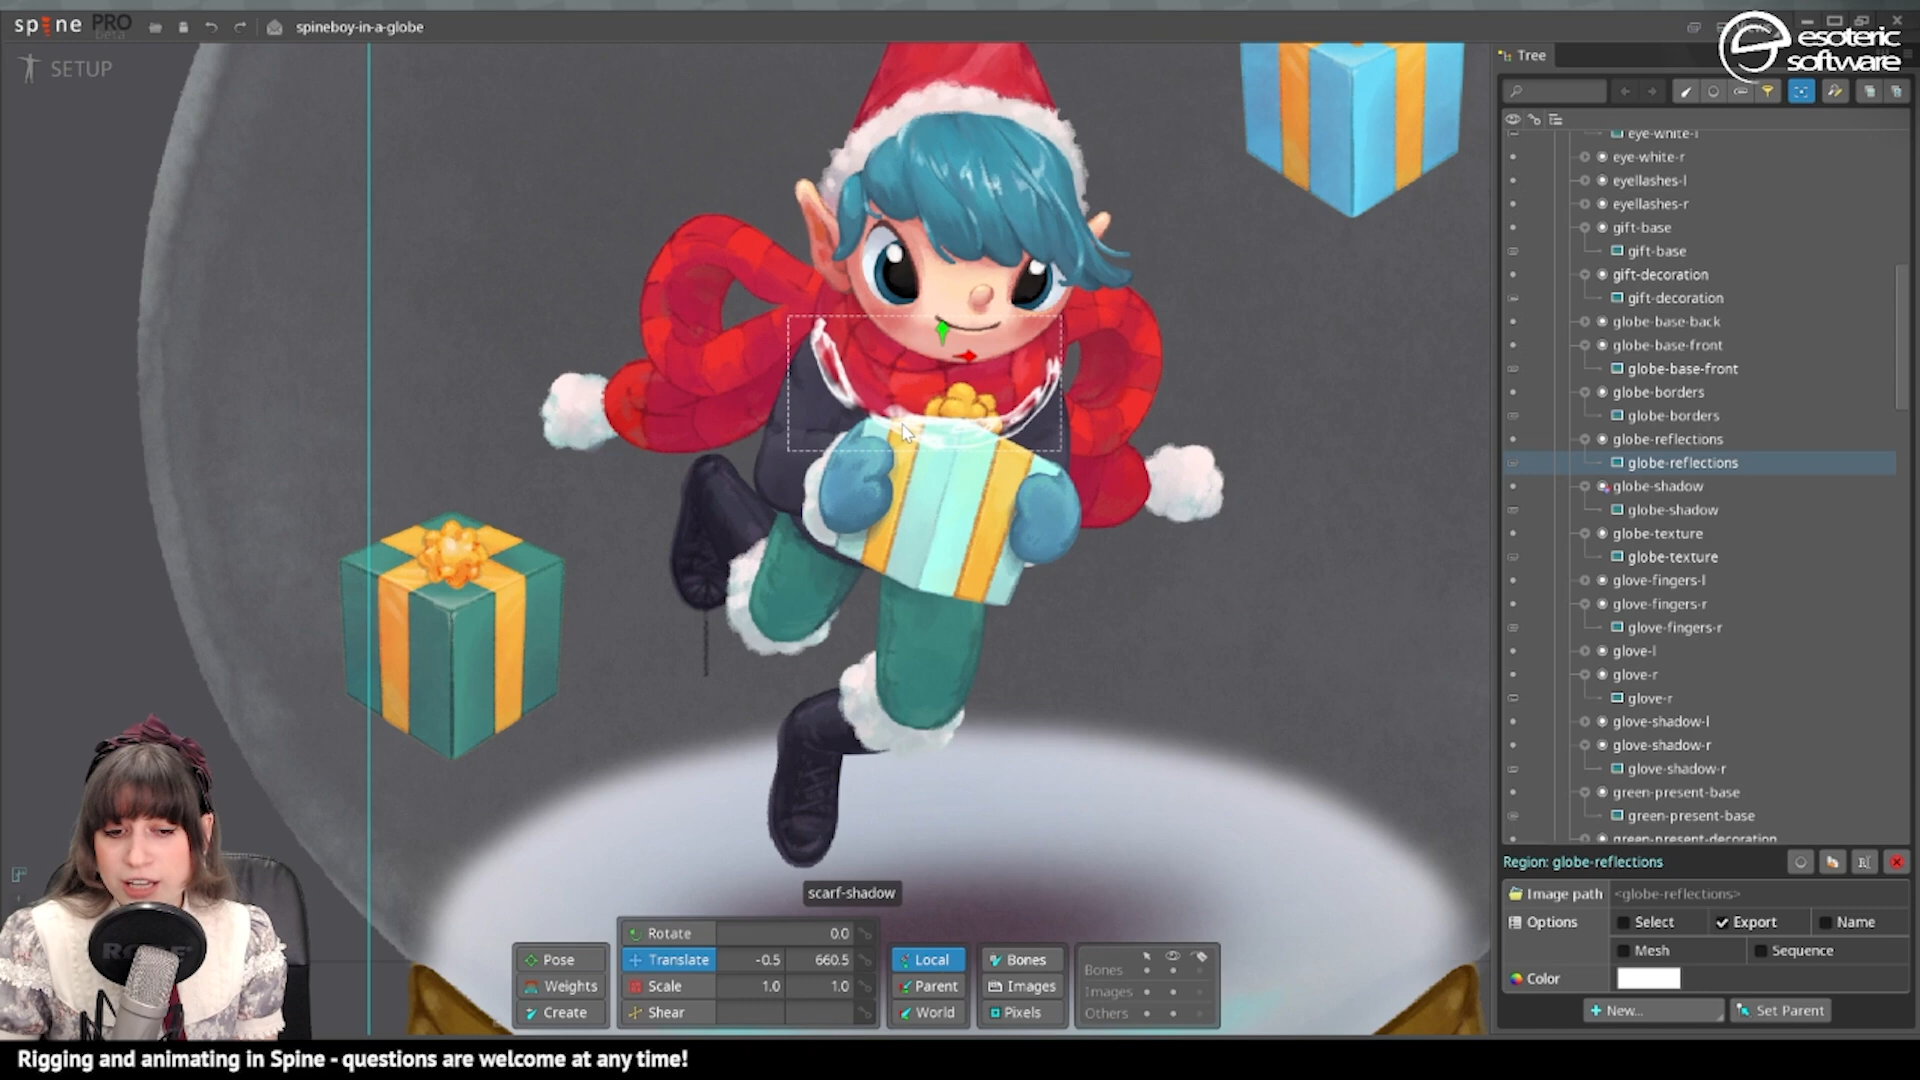 spine PRO
beta
spineboy-in-a-globe
esoteric
software
SETUP
Tree
eye-white-l
eye-white-r
eyellashes-l
eyellashes-r
gift-base
gift-base
gift-decoration
gift-decoration
globe-base-back
globe-base-front
globe-base-front
globe-borders
globe-borders
globe-reflections
globe-reflections
globe-shadow
globe-shadow
globe-texture
globe-texture
glove-fingers-l
glove-fingers-r
glove-fingers-r
glove-l
glove-r
glove-r
glove-shadow-l
glove-shadow-r
glove-shadow-r
green-present-base
green-present-base
green-present-decoration
Region: globe-reflections
Image path <globe-reflections>
Options Select Export Name
Mesh Sequence
Color
New... Set Parent
scarf-shadow
Pose
Weights
Create
Rotate 0.0
Translate -0.5 660.5
Scale 1.0 1.0
Shear
Local
Parent
World
Bones
Images
Pixels
Bones
Images
Others
Rigging and animating in Spine - questions are welcome at any time!